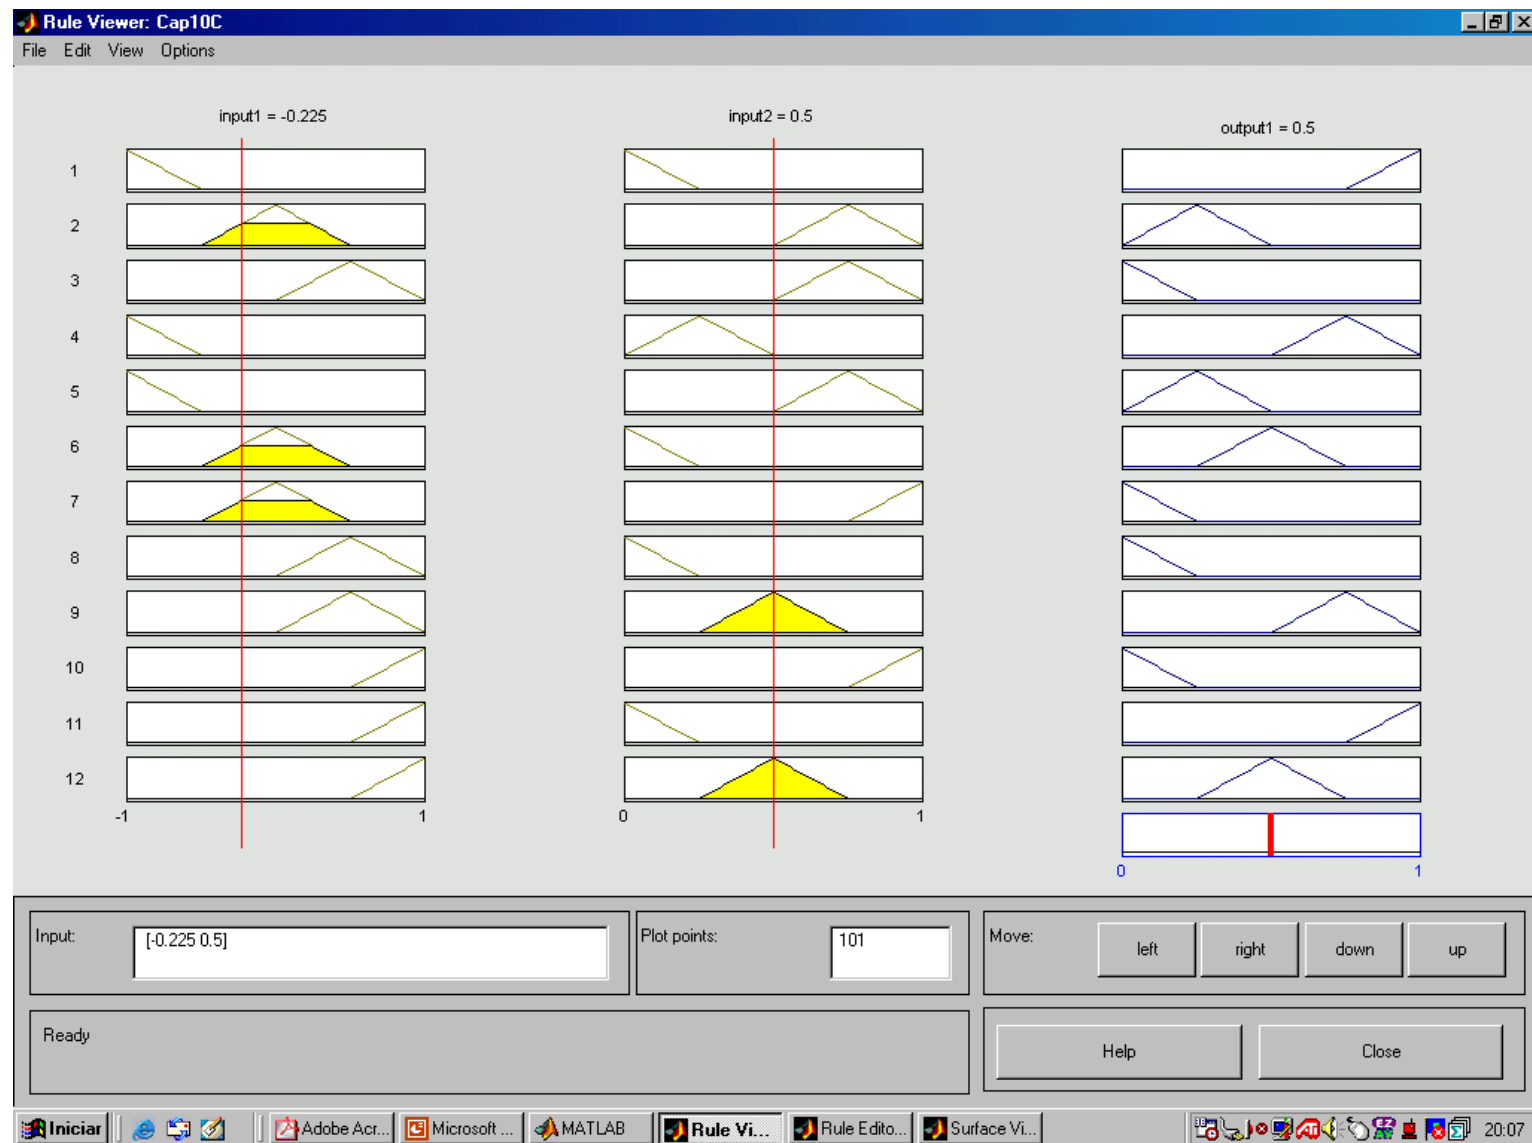 Rule Viewer: Cap10C
File Edit View Options
input1 = -0.225
input2 = 0.5
output1 = 0.5
1
2
3
4
5
6
7
8
9
10
11
12
-1 1
0 1
0 1
Input: [-0.225 0.5]
Plot points: 101
Move: left right down up
Ready
Help Close
Iniciar Adobe Acr... Microsoft ... MATLAB Rule Vi... Rule Edito... Surface Vi... 20:07